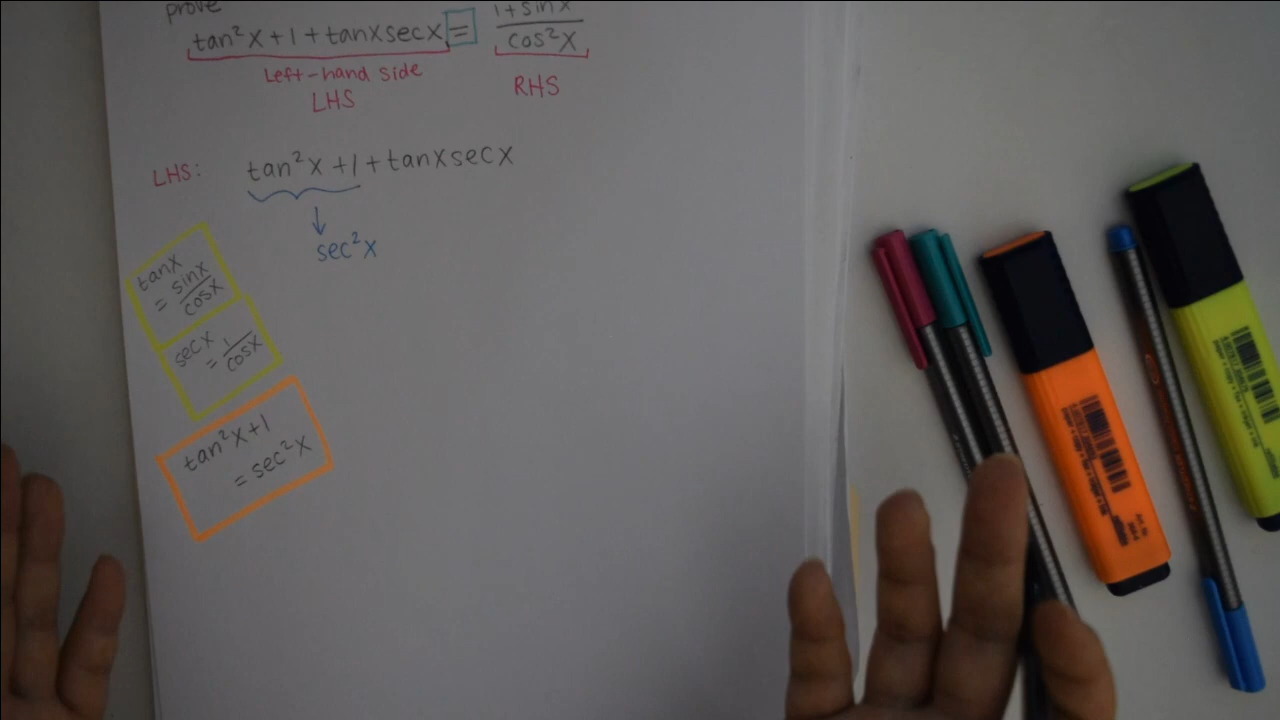 prove
tan²x + 1 + tanx secx = 1 + sinx / cos²x
Left-hand side
LHS
RHS
LHS: tan²x + 1 + tanx secx
sec²x
tanx
= sinx / cosx
secx
= 1 / cosx
tan²x + 1
= sec²x